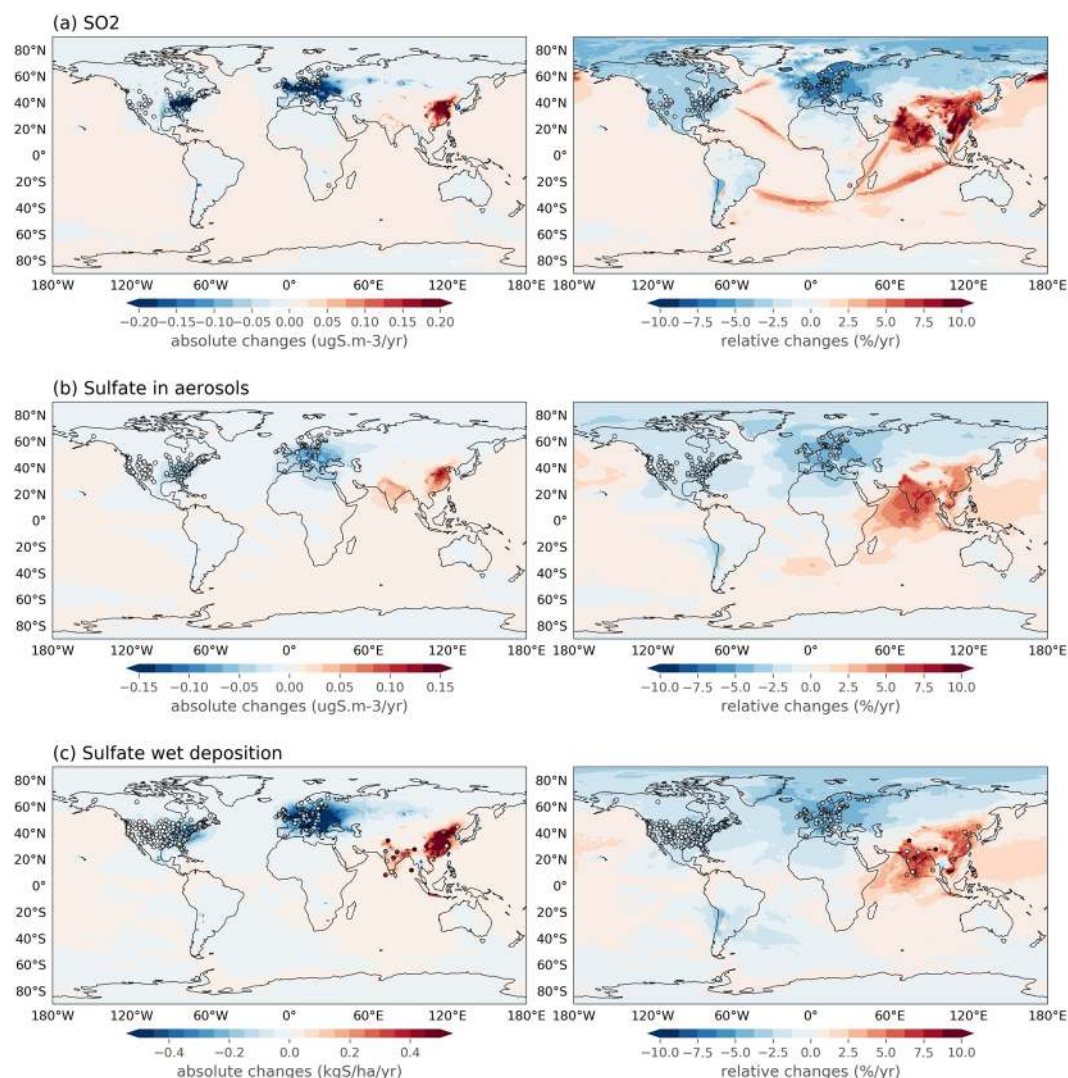 (a) SO2
80°N 80°N
60°N 60°N
40°N 40°N
20°N 20°N
0° 0°
20°S 20°S
40°S 40°S
60°S 60°S
80°S 80°S
180°W 120°W 60°W 0° 60°E 120°E 180°E 180°W 120°W 60°W 0° 60°E 120°E 180°E
−0.20 −0.15 −0.10 −0.05 0.00 0.05 0.10 0.15 0.20 −10.0 −7.5 −5.0 −2.5 0.0 2.5 5.0 7.5 10.0
absolute changes (ugS.m-3/yr) relative changes (%/yr)
(b) Sulfate in aerosols
80°N 80°N
60°N 60°N
40°N 40°N
20°N 20°N
0° 0°
20°S 20°S
40°S 40°S
60°S 60°S
80°S 80°S
180°W 120°W 60°W 0° 60°E 120°E 180°E 180°W 120°W 60°W 0° 60°E 120°E 180°E
−0.15 −0.10 −0.05 0.00 0.05 0.10 0.15 −10.0 −7.5 −5.0 −2.5 0.0 2.5 5.0 7.5 10.0
absolute changes (ugS.m-3/yr) relative changes (%/yr)
(c) Sulfate wet deposition
80°N 80°N
60°N 60°N
40°N 40°N
20°N 20°N
0° 0°
20°S 20°S
40°S 40°S
60°S 60°S
80°S 80°S
180°W 120°W 60°W 0° 60°E 120°E 180°E 180°W 120°W 60°W 0° 60°E 120°E 180°E
−0.4 −0.2 0.0 0.2 0.4 −10.0 −7.5 −5.0 −2.5 0.0 2.5 5.0 7.5 10.0
absolute changes (kgS/ha/yr) relative changes (%/yr)